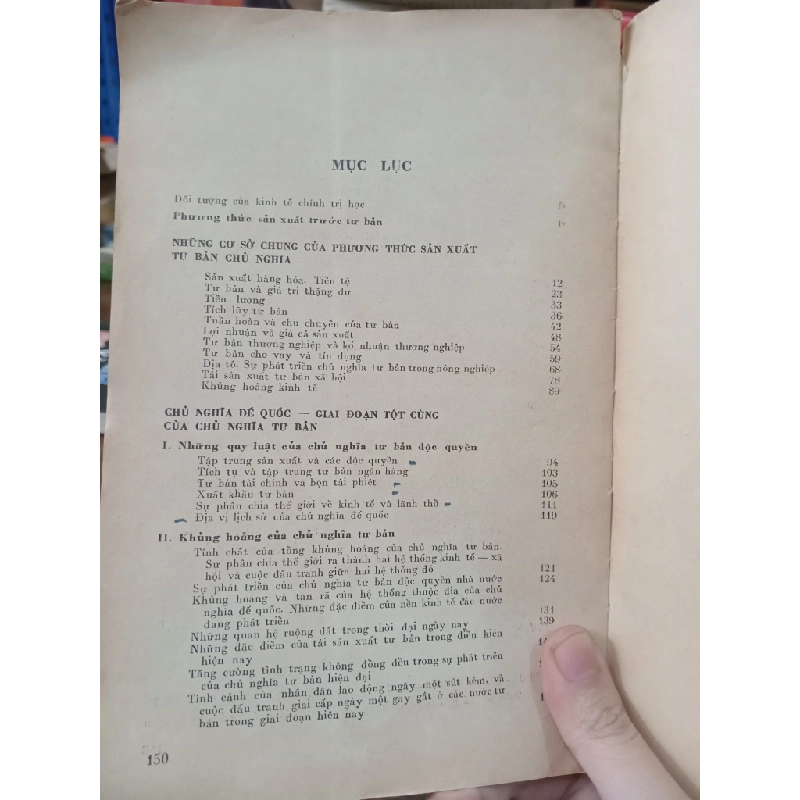 MỤC LỤC
Đối tượng của kinh tế chính trị học 5
Phương thức sản xuất trước tư bản 6
NHỮNG CƠ SỞ CHUNG CỦA PHƯƠNG THỨC SẢN XUẤT
TƯ BẢN CHỦ NGHĨA
Sản xuất hàng hóa. Tiền tệ 12
Tư bản và giá trị thặng dư 23
Tiền lương 33
Tích lũy tư bản 36
Tuần hoàn và chu chuyển của tư bản 42
Lợi nhuận và giá cả sản xuất 48
Tư bản thương nghiệp và lợi nhuận thương nghiệp 54
Tư bản cho vay và tín dụng 59
Địa tô. Sự phát triển chủ nghĩa tư bản trong nông nghiệp 68
Tái sản xuất tư bản xã hội 78
Khủng hoảng kinh tế 89
CHỦ NGHĨA ĐẾ QUỐC — GIAI ĐOẠN TỘT CÙNG
CỦA CHỦ NGHĨA TƯ BẢN
I. Những quy luật của chủ nghĩa tư bản độc quyền
Tập trung sản xuất và các độc quyền 94
Tích tụ và tập trung tư bản ngân hàng 103
Tư bản tài chính và bọn tài phiệt 105
Xuất khẩu tư bản 106
Sự phân chia thế giới về kinh tế và lãnh thổ 111
Địa vị lịch sử của chủ nghĩa đế quốc 119
II. Khủng hoảng của chủ nghĩa tư bản
Tính chất của tổng khủng hoảng của chủ nghĩa tư bản.
Sự phân chia thế giới ra thành hai hệ thống kinh tế — xã
hội và cuộc đấu tranh giữa hai hệ thống đó 121
Sự phát triển của chủ nghĩa tư bản độc quyền nhà nước 124
Khủng hoảng và tan rã của hệ thống thuộc địa của chủ
nghĩa đế quốc. Những đặc điểm của nền kinh tế các nước
đang phát triển 131
Những quan hệ ruộng đất trong thời đại ngày nay 139
Những đặc điểm của tái sản xuất tư bản trong điều kiện
hiện nay
Tăng cường tình trạng không đồng đều trong sự phát triển
của chủ nghĩa tư bản hiện đại
Tình cảnh của nhân dân lao động ngày một sút kém, và
cuộc đấu tranh giai cấp ngày một gay gắt ở các nước tư
bản trong giai đoạn hiện nay
150